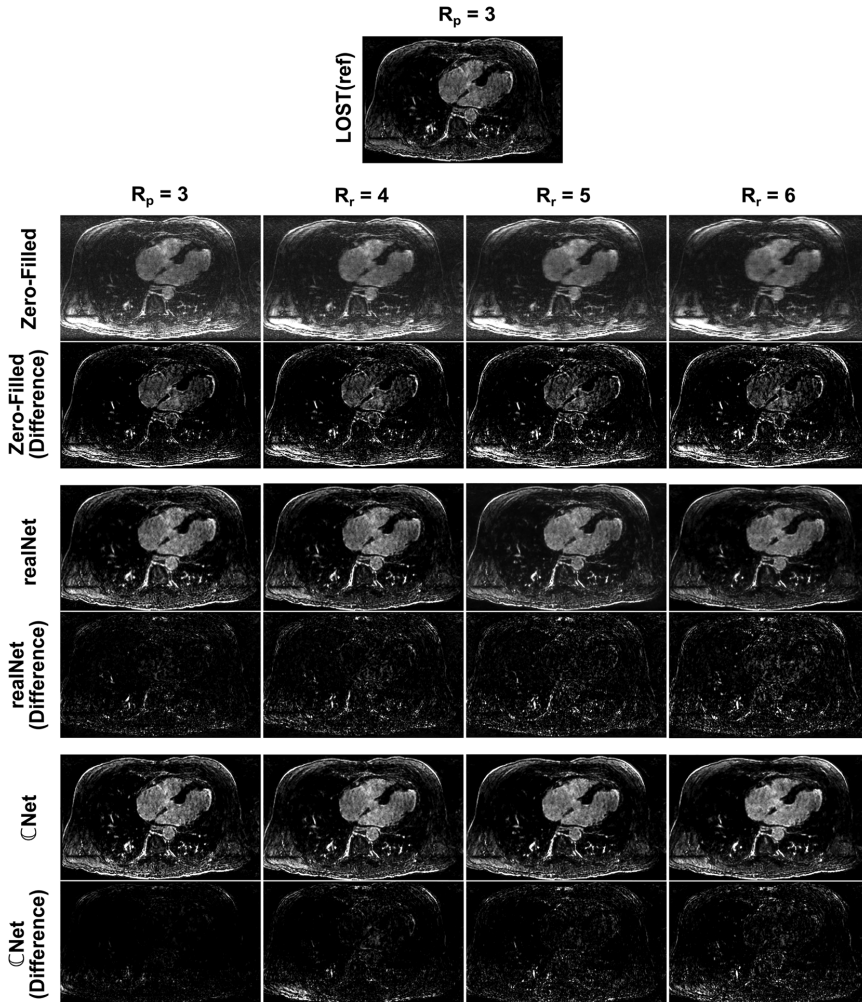 R_p = 3
LOST(ref)
R_p = 3 R_r = 4 R_r = 5 R_r = 6
Zero-Filled
Zero-Filled
(Difference)
realNet
realNet
(Difference)
ℂNet
ℂNet
(Difference)